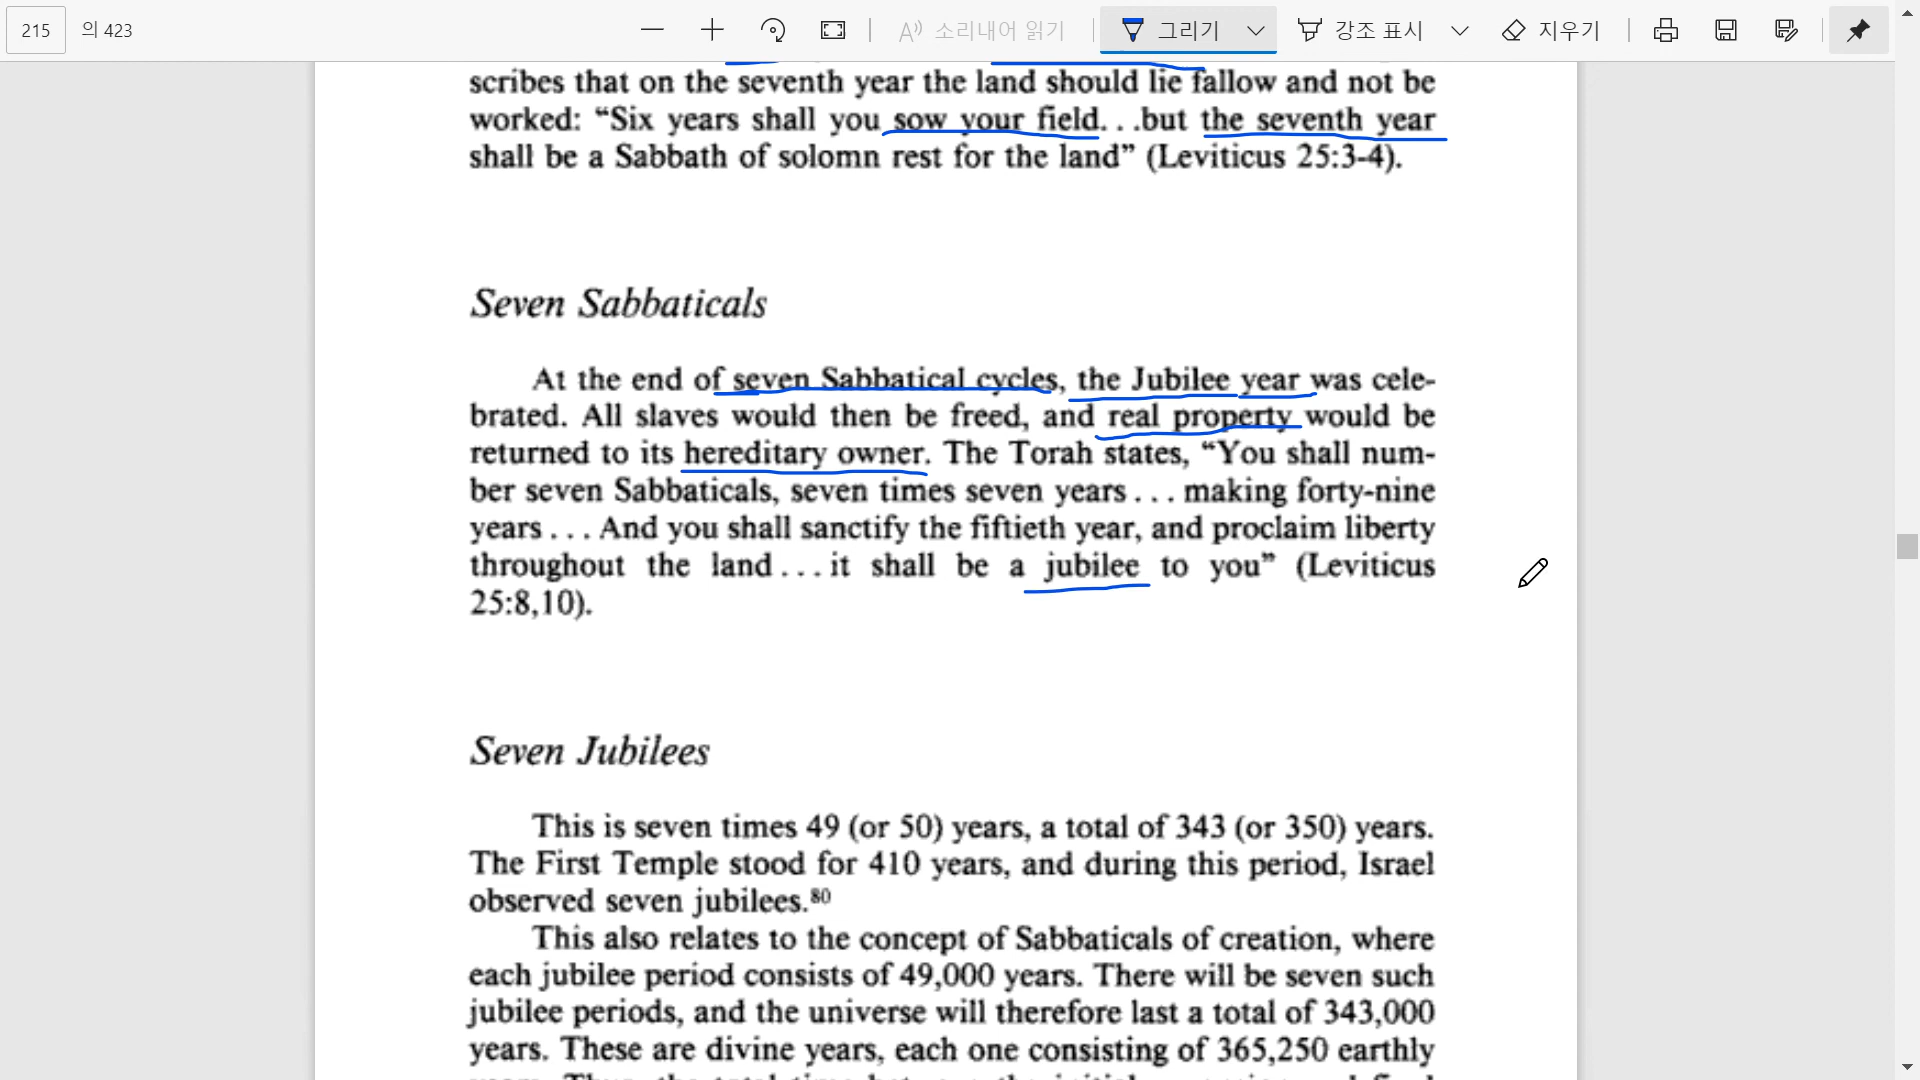 215 의 423 소리내어 읽기 그리기 강조 표시 지우기
scribes that on the seventh year the land should lie fallow and not be
worked: “Six years shall you sow your field...but the seventh year
shall be a Sabbath of solomn rest for the land” (Leviticus 25:3-4).
Seven Sabbaticals
At the end of seven Sabbatical cycles, the Jubilee year was cele-
brated. All slaves would then be freed, and real property would be
returned to its hereditary owner. The Torah states, “You shall num-
ber seven Sabbaticals, seven times seven years... making forty-nine
years... And you shall sanctify the fiftieth year, and proclaim liberty
throughout the land...it shall be a jubilee to you” (Leviticus
25:8,10).
Seven Jubilees
This is seven times 49 (or 50) years, a total of 343 (or 350) years.
The First Temple stood for 410 years, and during this period, Israel
observed seven jubilees.80
This also relates to the concept of Sabbaticals of creation, where
each jubilee period consists of 49,000 years. There will be seven such
jubilee periods, and the universe will therefore last a total of 343,000
years. These are divine years, each one consisting of 365,250 earthly